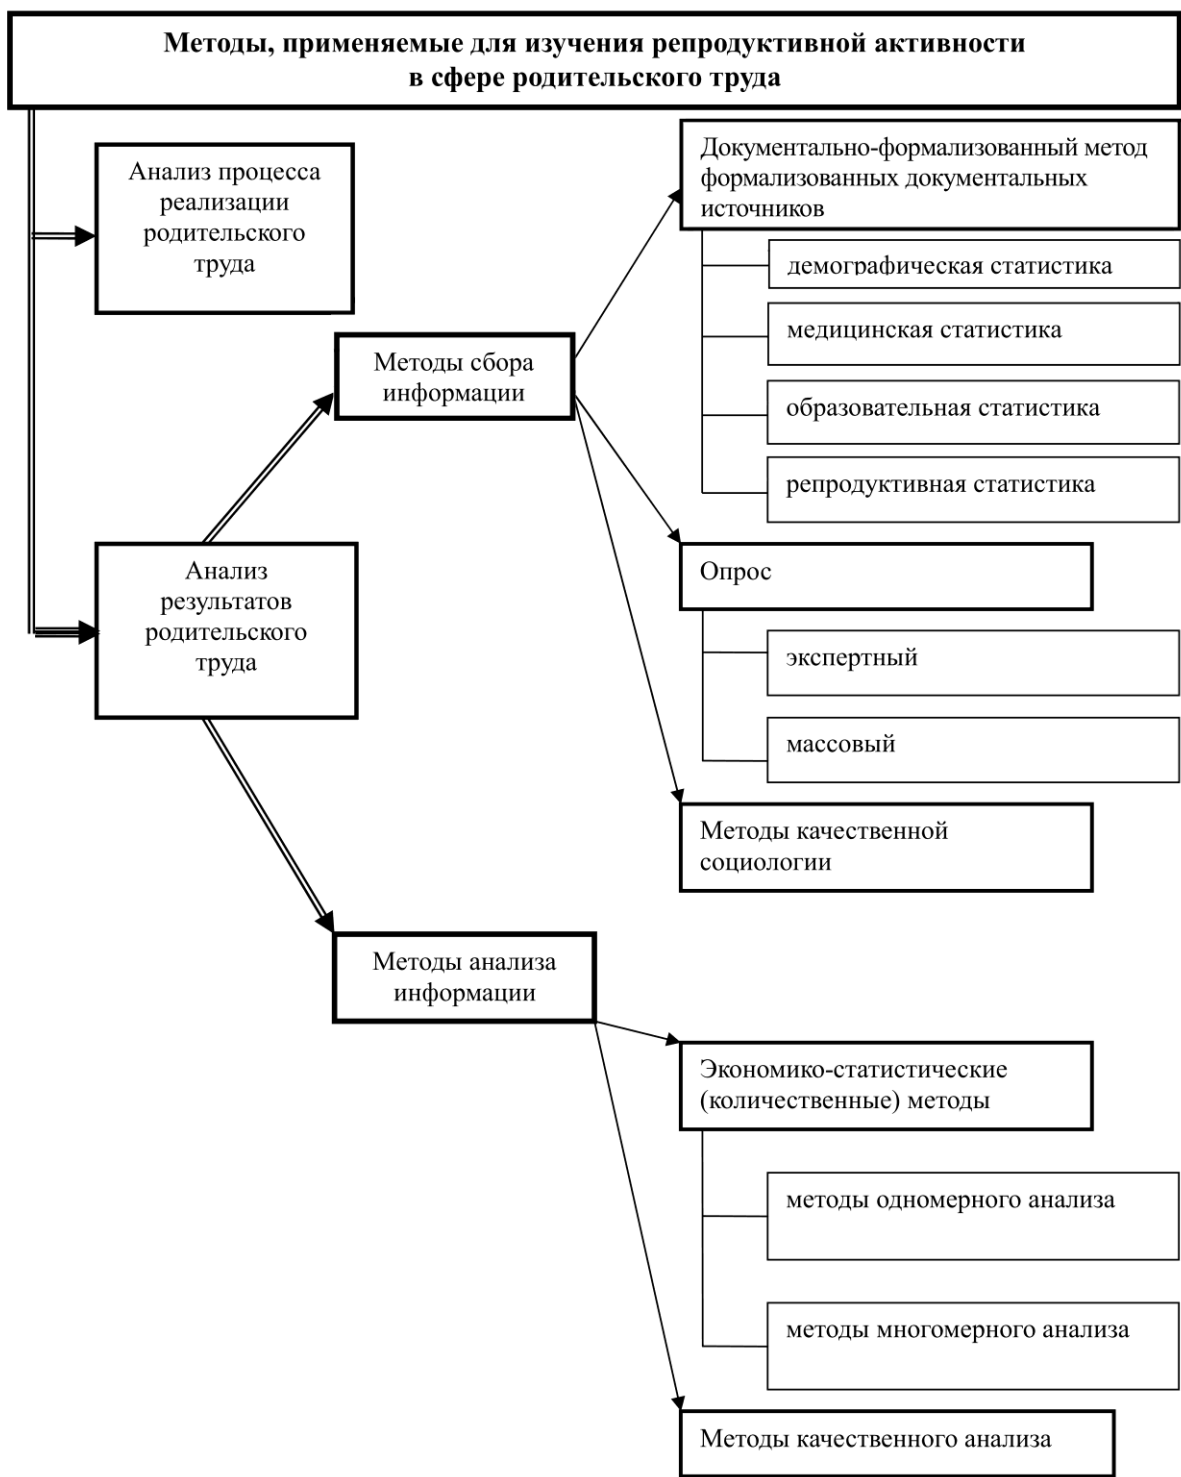 Методы, применяемые для изучения репродуктивной активности
в сфере родительского труда
Анализ процесса
реализации
родительского
труда
Документально-формализованный метод
формализованных документальных
источников
демографическая статистика
медицинская статистика
образовательная статистика
репродуктивная статистика
Методы сбора
информации
Анализ
результатов
родительского
труда
Опрос
экспертный
массовый
Методы качественной
социологии
Методы анализа
информации
Экономико-статистические
(количественные) методы
методы одномерного анализа
методы многомерного анализа
Методы качественного анализа